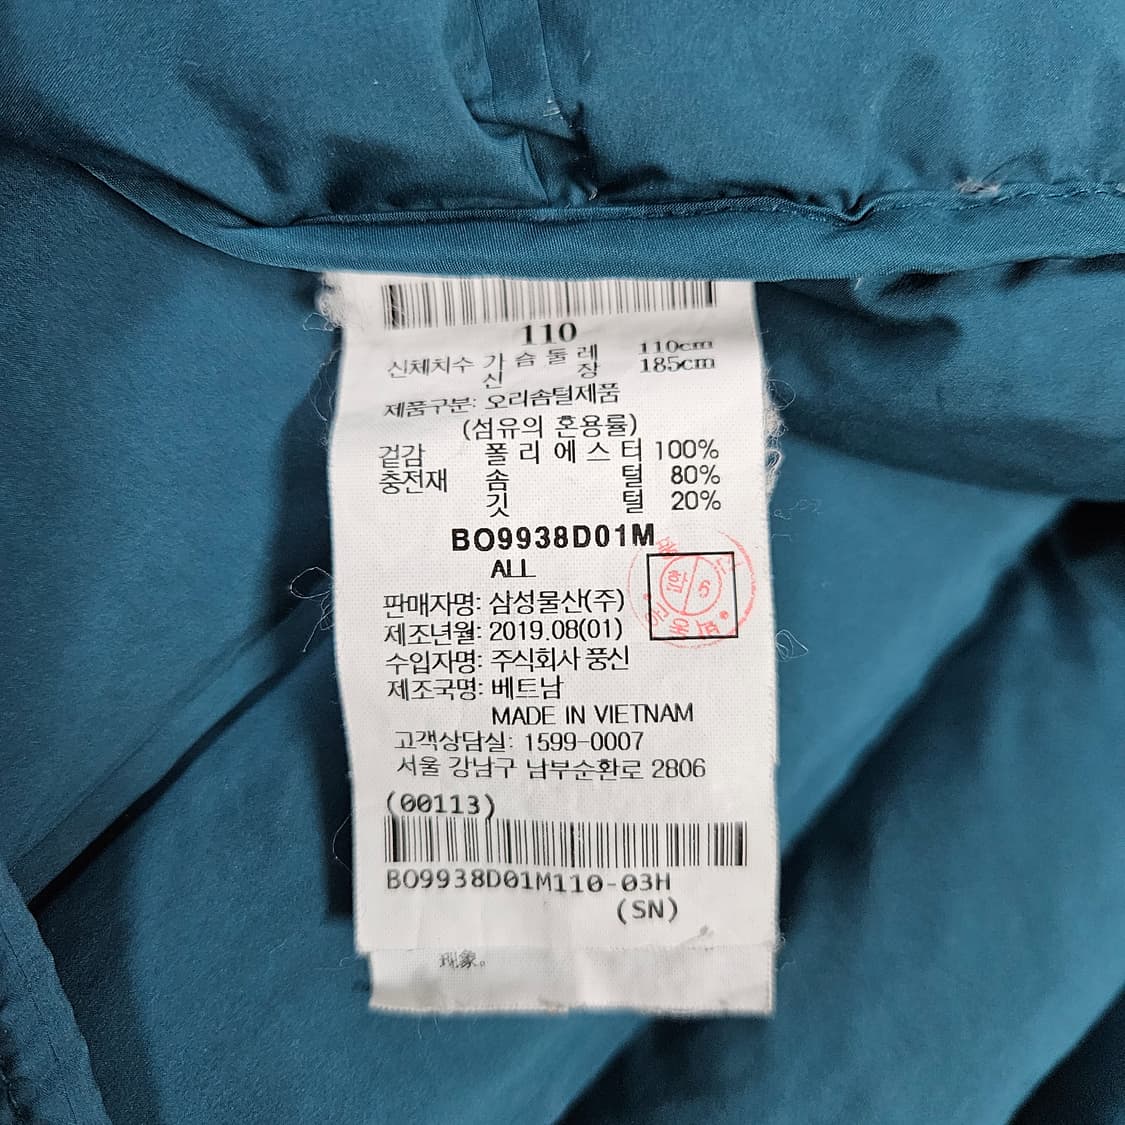 110
신체치수 가슴둘레 110cm
신장 185cm
제품구분: 오리솜털제품
(섬유의 혼용률)
겉감 폴리에스터 100%
충전재 솜털 80%
깃털 20%
BO9938D01M
ALL
판매자명: 삼성물산(주)
제조년월: 2019.08(01)
수입자명: 주식회사 풍신
제조국명: 베트남
MADE IN VIETNAM
고객상담실: 1599-0007
서울 강남구 남부순환로 2806
(00113)
BO9938D01M110-03H
(SN)
现象。